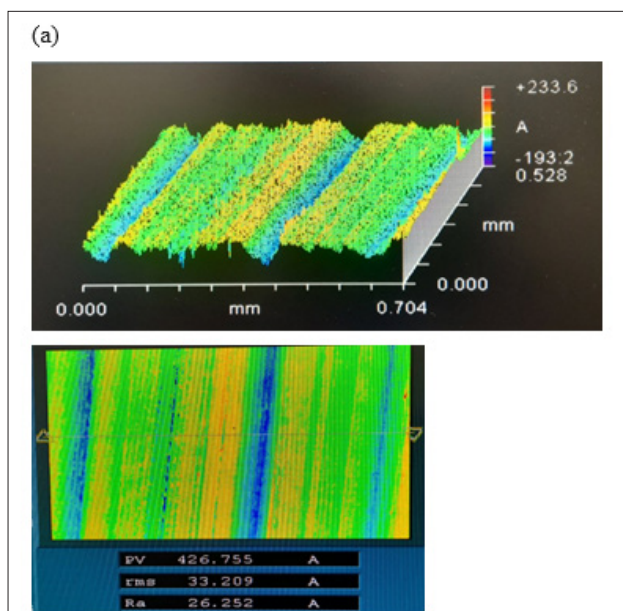 (a)
+233.6
A
-193.2
0.528
mm
0.000
0.000 mm 0.704
PV 426.755 A
rms 33.209 A
Ra 26.252 A